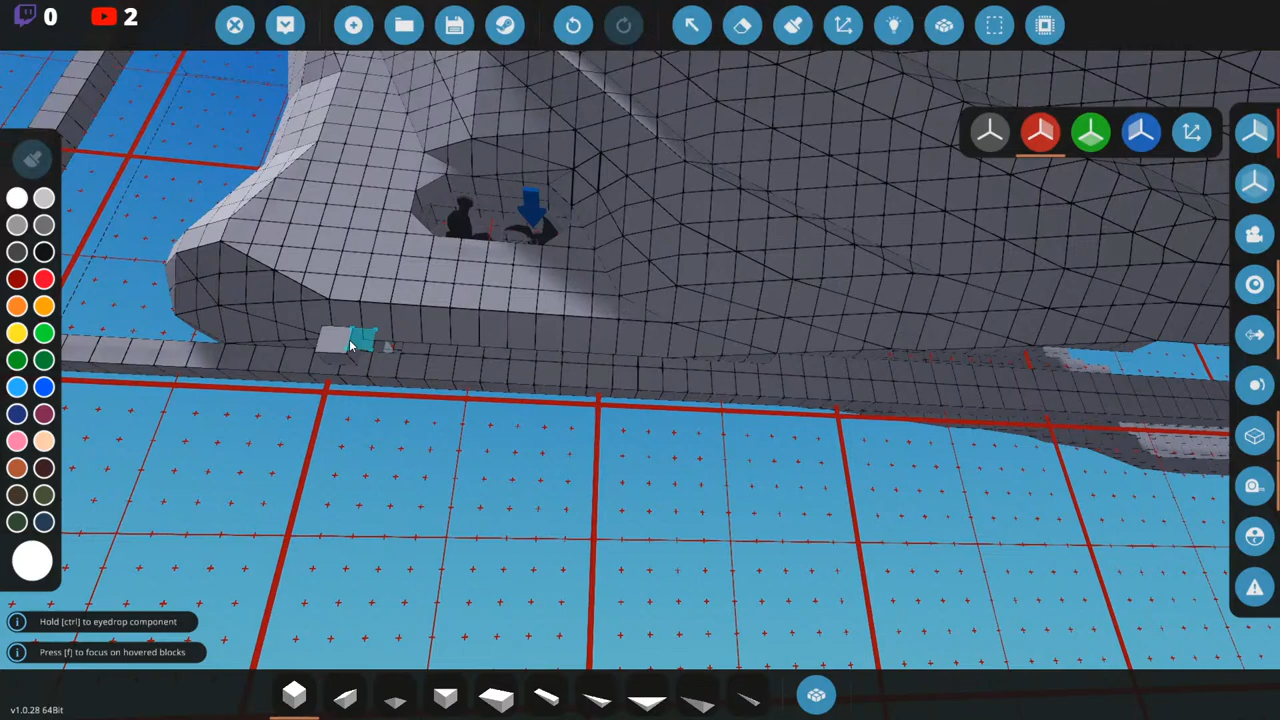 0 2
Hold [ctrl] to eyedrop component
Press [f] to focus on hovered blocks
v1.0.28 64Bit